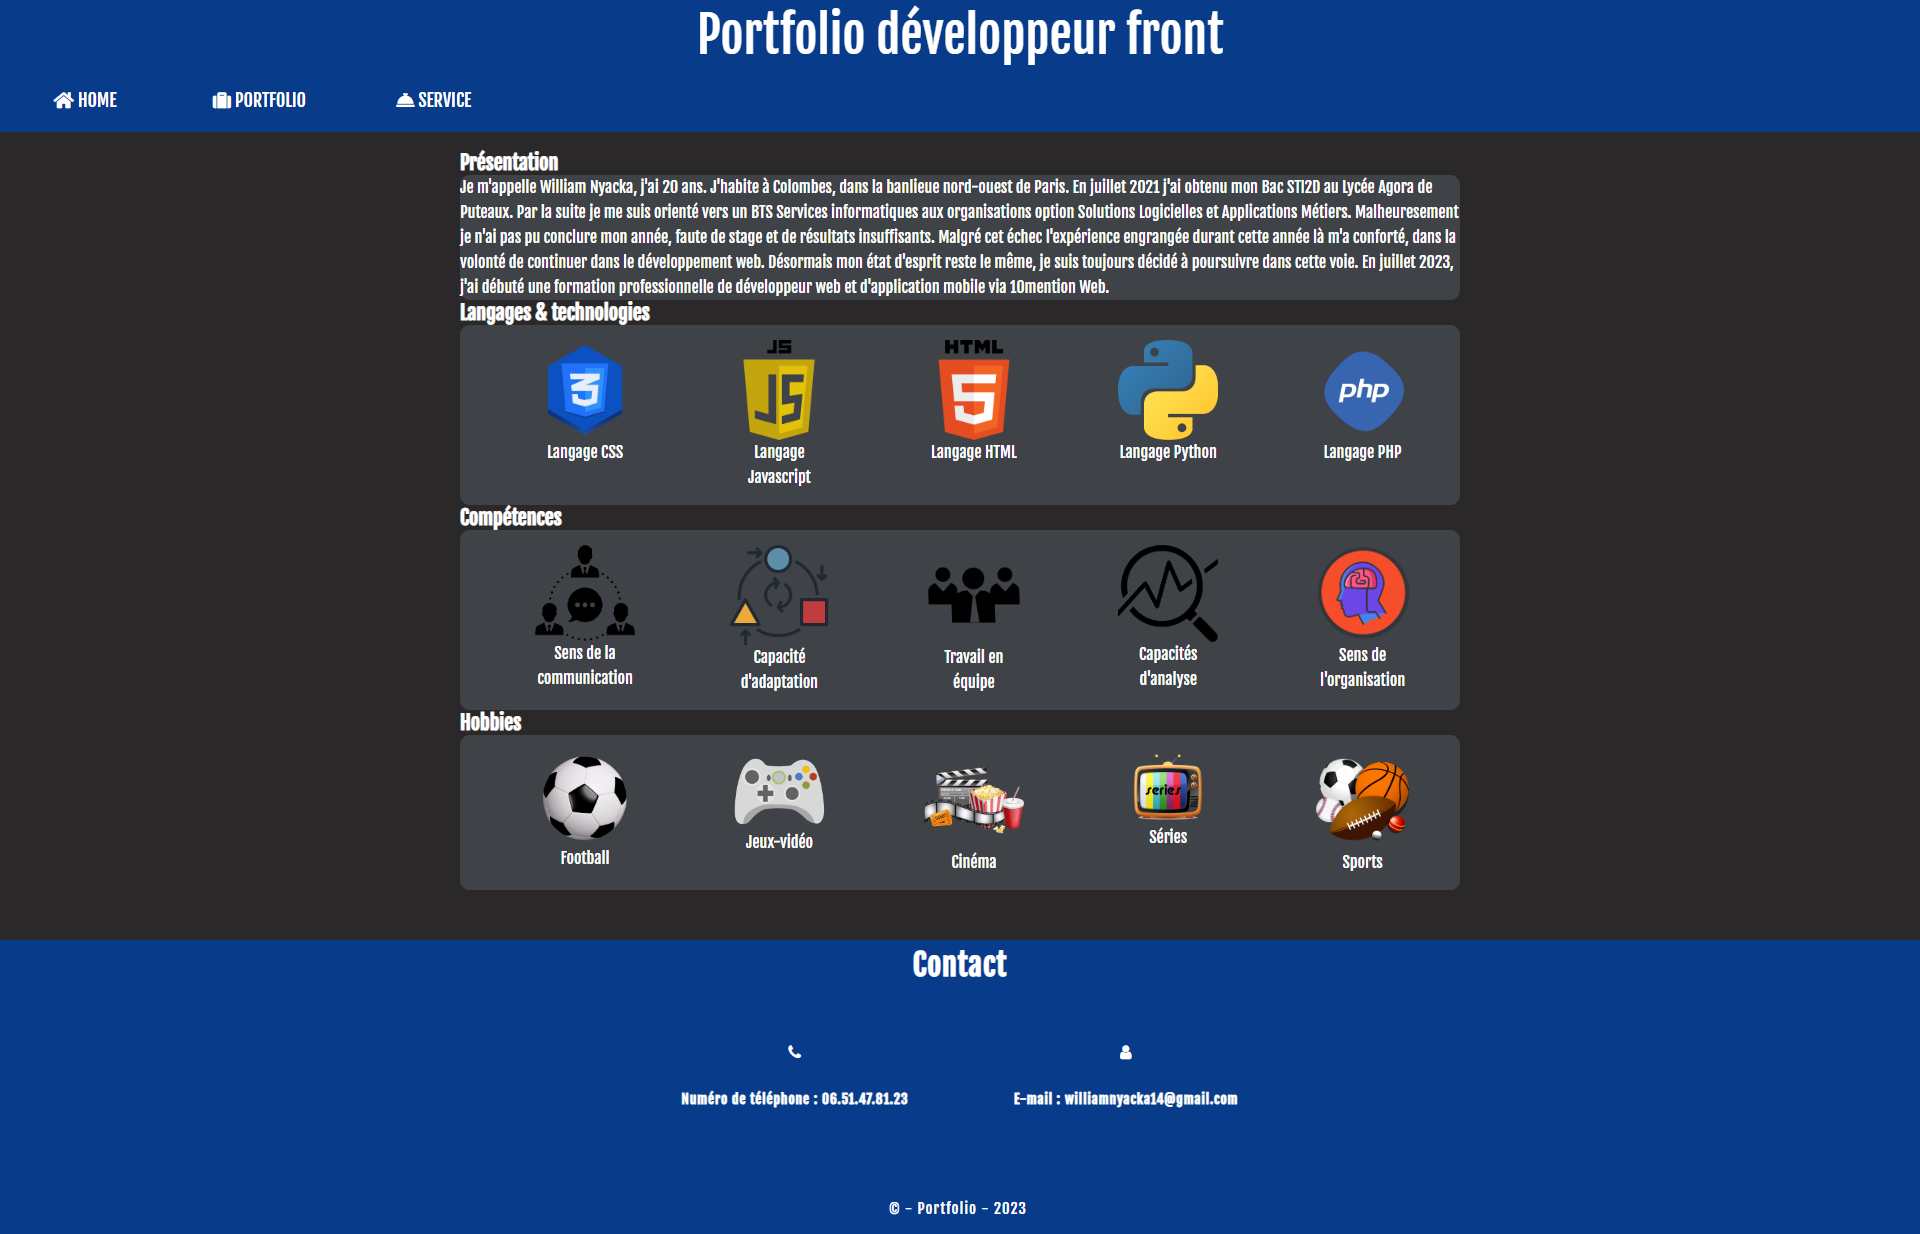 Portfolio développeur front
HOME PORTFOLIO SERVICE
Présentation
Je m'appelle William Nyacka, j'ai 20 ans. J'habite à Colombes, dans la banlieue nord-ouest de Paris. En juillet 2021 j'ai obtenu mon Bac STI2D au Lycée Agora de
Puteaux. Par la suite je me suis orienté vers un BTS Services informatiques aux organisations option Solutions Logicielles et Applications Métiers. Malheuresement
je n'ai pas pu conclure mon année, faute de stage et de résultats insuffisants. Malgré cet échec l'expérience engrangée durant cette année là m'a conforté, dans la
volonté de continuer dans le développement web. Désormais mon état d'esprit reste le même, je suis toujours décidé à poursuivre dans cette voie. En juillet 2023,
j'ai débuté une formation professionnelle de développeur web et d'application mobile via 10mention Web.
Langages & technologies
3
JS
JS
HTML
5
php
Langage CSS
Langage
Javascript
Langage HTML
Langage Python
Langage PHP
Compétences
Sens de la
communication
Capacité
d'adaptation
Travail en
équipe
Capacités
d'analyse
Sens de
l'organisation
Hobbies
series
Football
Jeux-vidéo
Cinéma
Séries
Sports
Contact
Numéro de téléphone : 06.51.47.81.23
E-mail : williamnyacka14@gmail.com
© - Portfolio - 2023